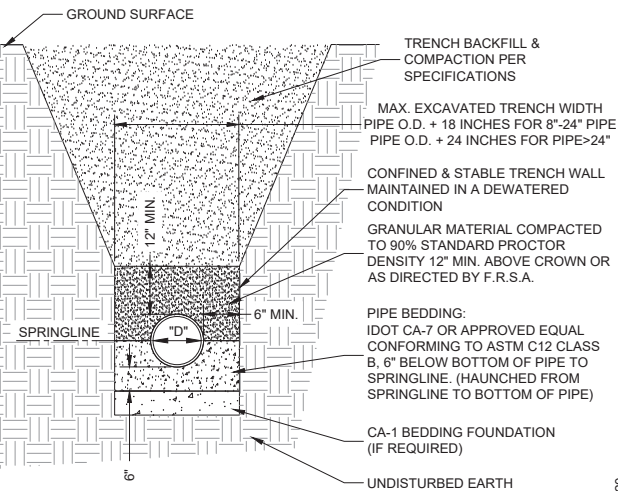 GROUND SURFACE
TRENCH BACKFILL &
COMPACTION PER
SPECIFICATIONS
MAX. EXCAVATED TRENCH WIDTH
PIPE O.D. + 18 INCHES FOR 8"-24" PIPE
PIPE O.D. + 24 INCHES FOR PIPE>24"
CONFINED & STABLE TRENCH WALL
MAINTAINED IN A DEWATERED
CONDITION
12" MIN.
GRANULAR MATERIAL COMPACTED
TO 90% STANDARD PROCTOR
DENSITY 12" MIN. ABOVE CROWN OR
AS DIRECTED BY F.R.S.A.
6" MIN.
SPRINGLINE
"D"
PIPE BEDDING:
IDOT CA-7 OR APPROVED EQUAL
CONFORMING TO ASTM C12 CLASS
B, 6" BELOW BOTTOM OF PIPE TO
SPRINGLINE. (HAUNCHED FROM
SPRINGLINE TO BOTTOM OF PIPE)
CA-1 BEDDING FOUNDATION
(IF REQUIRED)
6"
UNDISTURBED EARTH